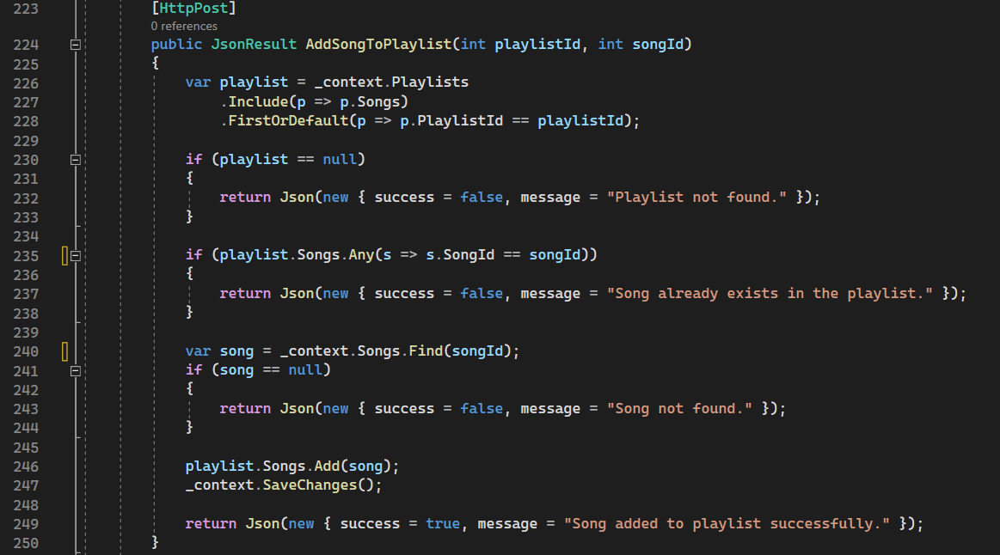 223 [HttpPost]
0 references
224 public JsonResult AddSongToPlaylist(int playlistId, int songId)
225 {
226 var playlist = _context.Playlists
227 .Include(p => p.Songs)
228 .FirstOrDefault(p => p.PlaylistId == playlistId);
229
230 if (playlist == null)
231 {
232 return Json(new { success = false, message = "Playlist not found." });
233 }
234
235 if (playlist.Songs.Any(s => s.SongId == songId))
236 {
237 return Json(new { success = false, message = "Song already exists in the playlist." });
238 }
239
240 var song = _context.Songs.Find(songId);
241 if (song == null)
242 {
243 return Json(new { success = false, message = "Song not found." });
244 }
245
246 playlist.Songs.Add(song);
247 _context.SaveChanges();
248
249 return Json(new { success = true, message = "Song added to playlist successfully." });
250 }